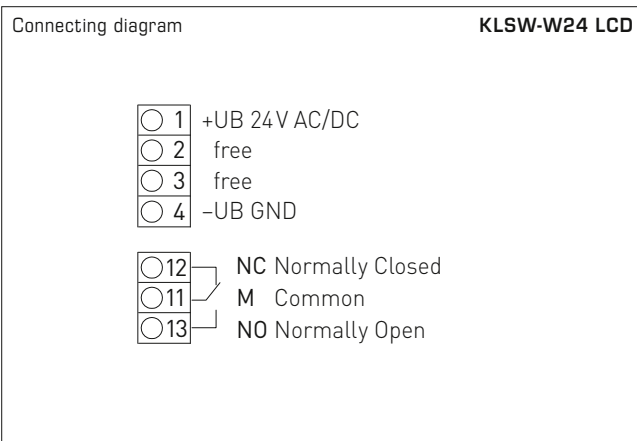 Connecting diagram KLSW-W24 LCD
1 +UB 24V AC/DC
2 free
3 free
4 –UB GND
12 NC Normally Closed
11 M Common
13 NO Normally Open